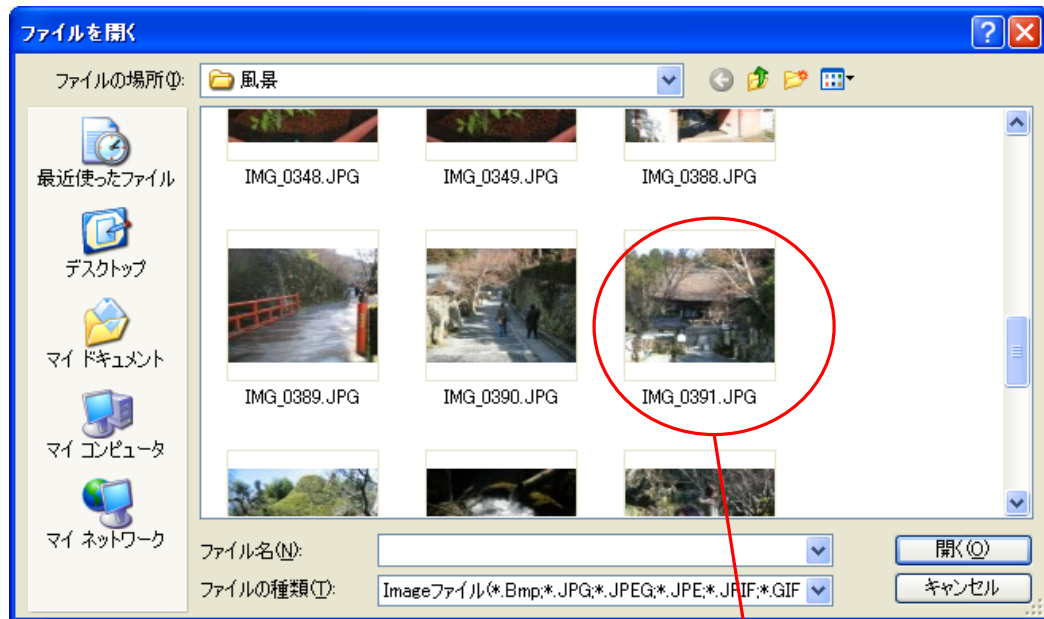 ファイルを開く
ファイルの場所(I):
風景
最近使ったファイル
デスクトップ
マイ ドキュメント
マイ コンピュータ
マイ ネットワーク
IMG_0348.JPG
IMG_0349.JPG
IMG_0388.JPG
IMG_0389.JPG
IMG_0390.JPG
IMG_0391.JPG
ファイル名(N):
開く(O)
ファイルの種類(T):
Imageファイル(*.Bmp;*.JPG;*.JPEG;*.JPE;*.JFIF;*.GIF
キャンセル